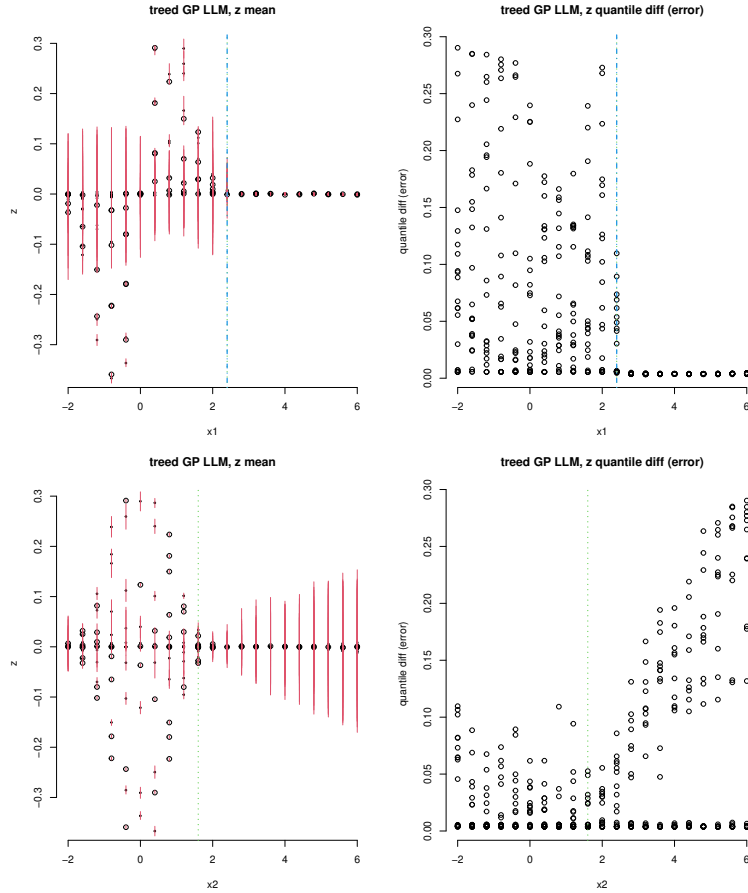 treed GP LLM, z mean
z
0.3
0.2
0.1
0.0
−0.1
−0.2
−0.3
−2 0 2 4 6
x1
treed GP LLM, z quantile diff (error)
quantile diff (error)
0.30
0.25
0.20
0.15
0.10
0.05
0.00
−2 0 2 4 6
x1
treed GP LLM, z mean
z
0.3
0.2
0.1
0.0
−0.1
−0.2
−0.3
−2 0 2 4 6
x2
treed GP LLM, z quantile diff (error)
quantile diff (error)
0.30
0.25
0.20
0.15
0.10
0.05
0.00
−2 0 2 4 6
x2